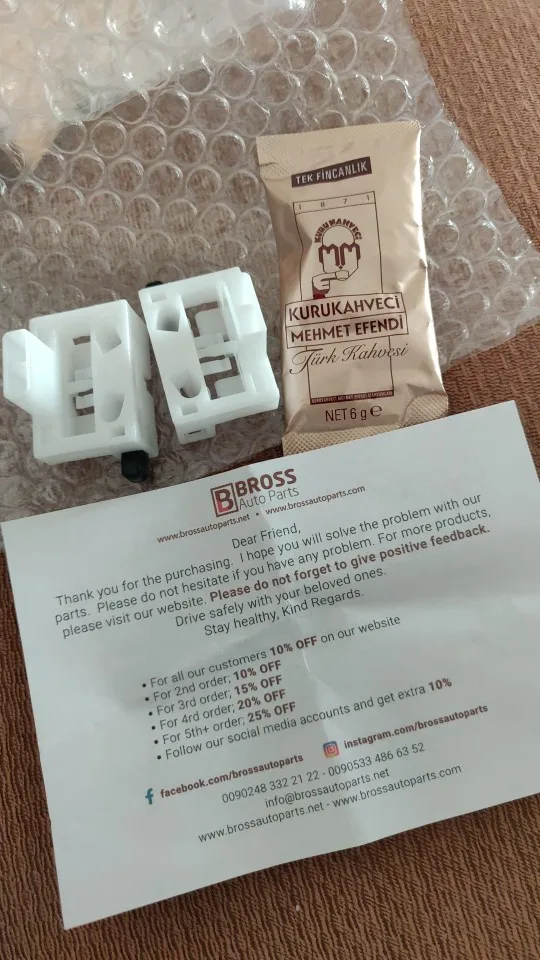 TEK FİNCANLIK
1 8 7 1
KURUKAHVECİ
MM
KURUKAHVECİ
MEHMET EFENDİ
Türk Kahvesi
NET 6 g e
B BROSS
Auto Parts
www.brossautoparts.net • www.brossautoparts.com
Dear Friend,
Thank you for the purchasing. I hope you will solve the problem with our
parts. Please do not hesitate if you have any problem. For more products,
please visit our website. Please do not forget to give positive feedback.
Drive safely with your beloved ones.
Stay healthy, Kind Regards.
• For all our customers 10% OFF on our website
• For 2nd order; 10% OFF
• For 3rd order; 15% OFF
• For 4rd order; 20% OFF
• For 5th+ order; 25% OFF
• Follow our social media accounts and get extra 10%
f facebook.com/brossautoparts instagram.com/brossautoparts
0090248 332 21 22 - 0090533 486 63 52
info@brossautoparts.net
www.brossautoparts.net - www.brossautoparts.com